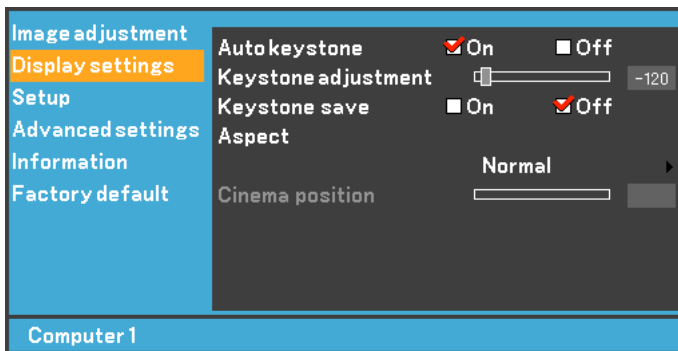 Image adjustment
Display settings
Setup
Advanced settings
Information
Factory default
Auto keystone On Off
Keystone adjustment -120
Keystone save On Off
Aspect
Normal
Cinema position
Computer 1